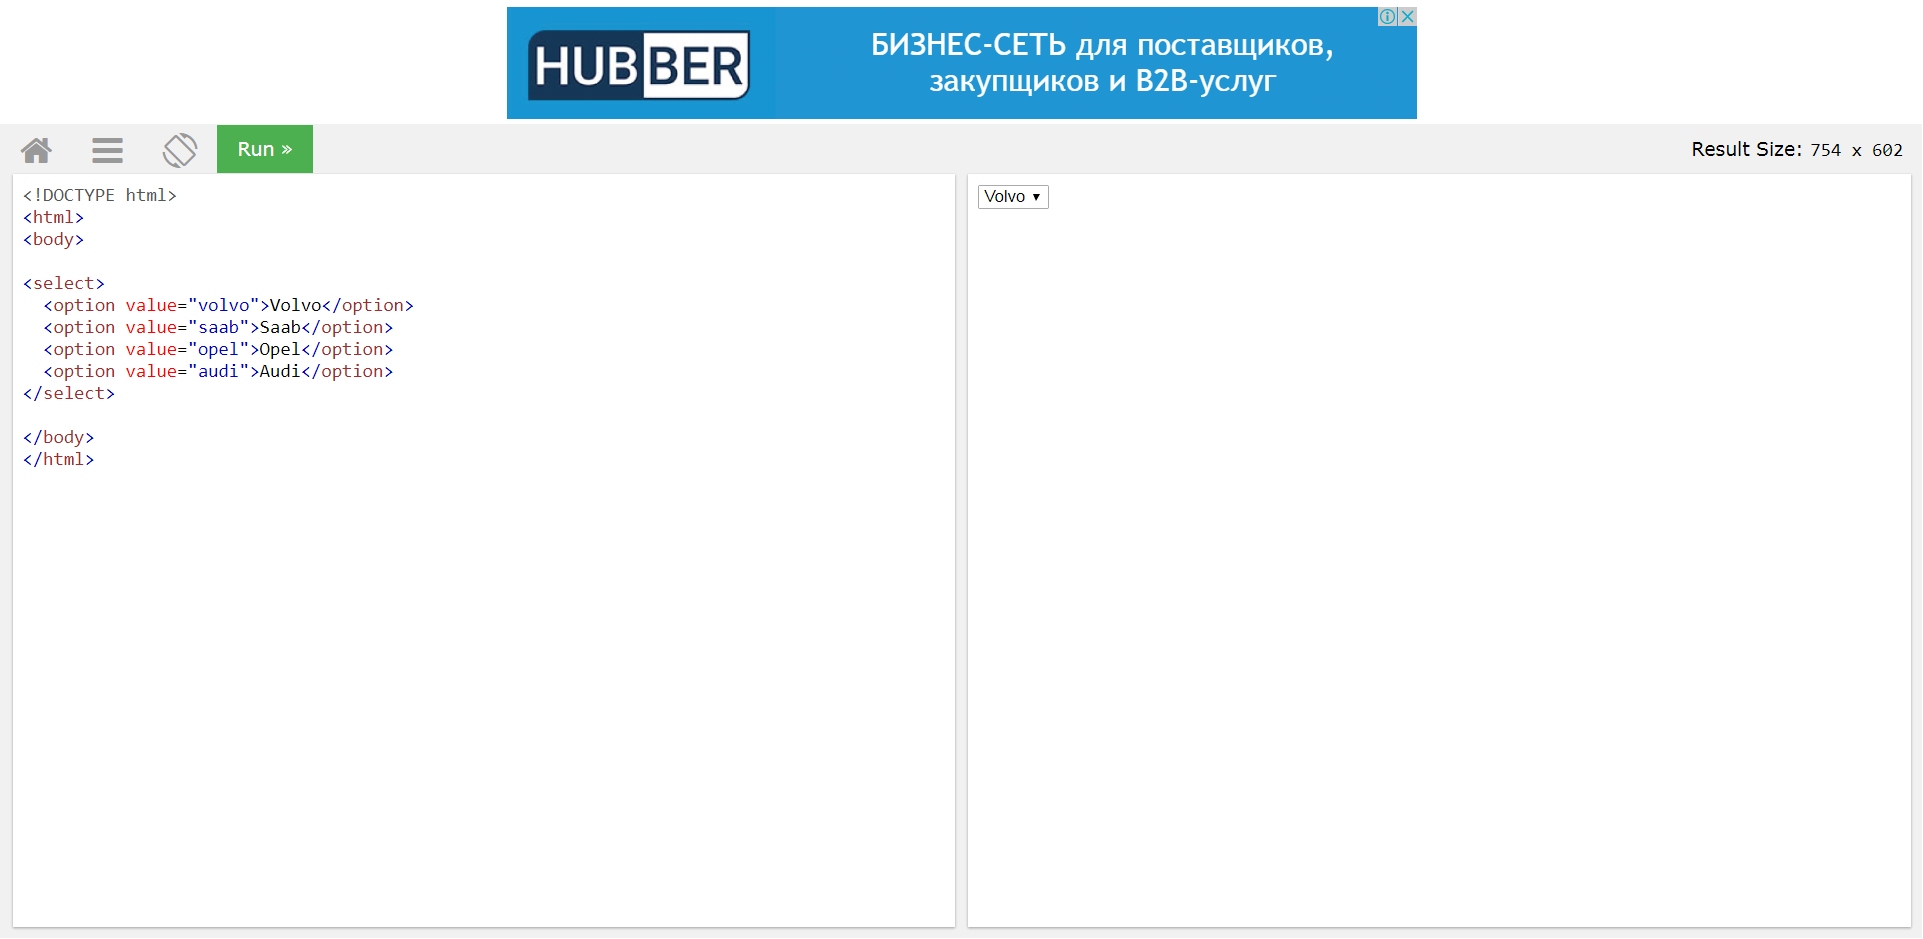 HUBBER
БИЗНЕС-СЕТЬ для поставщиков,
закупщиков и B2B-услуг
Run »
Result Size: 754 x 602
<!DOCTYPE html>
<html>
<body>
<select>
  <option value="volvo">Volvo</option>
  <option value="saab">Saab</option>
  <option value="opel">Opel</option>
  <option value="audi">Audi</option>
</select>
</body>
</html>
Volvo